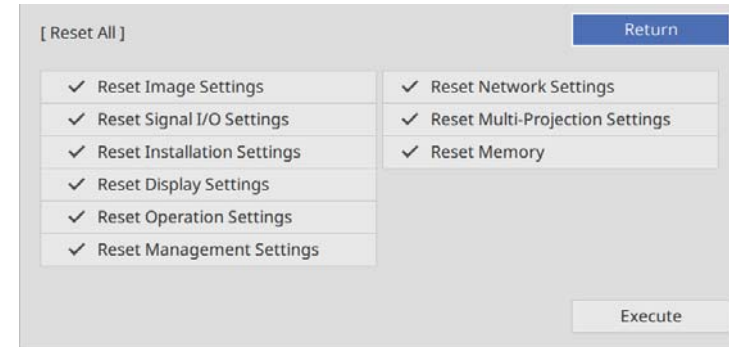 [ Reset All ]
Return
Reset Image Settings
Reset Signal I/O Settings
Reset Installation Settings
Reset Display Settings
Reset Operation Settings
Reset Management Settings
Reset Network Settings
Reset Multi-Projection Settings
Reset Memory
Execute